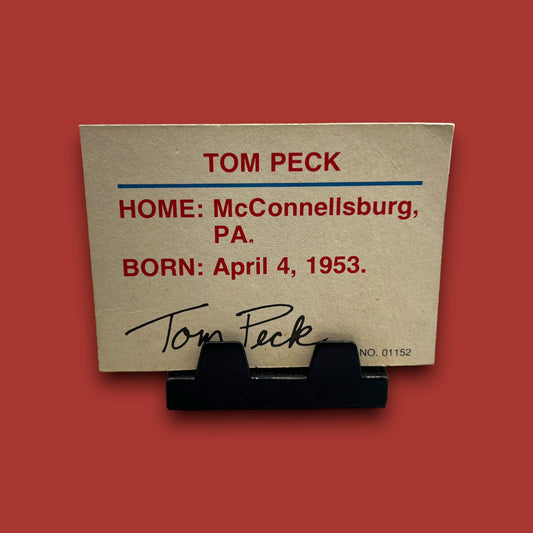 TOM PECK
HOME: McConnellsburg,
PA.
BORN: April 4, 1953.
Tom Peck
NO. 01152